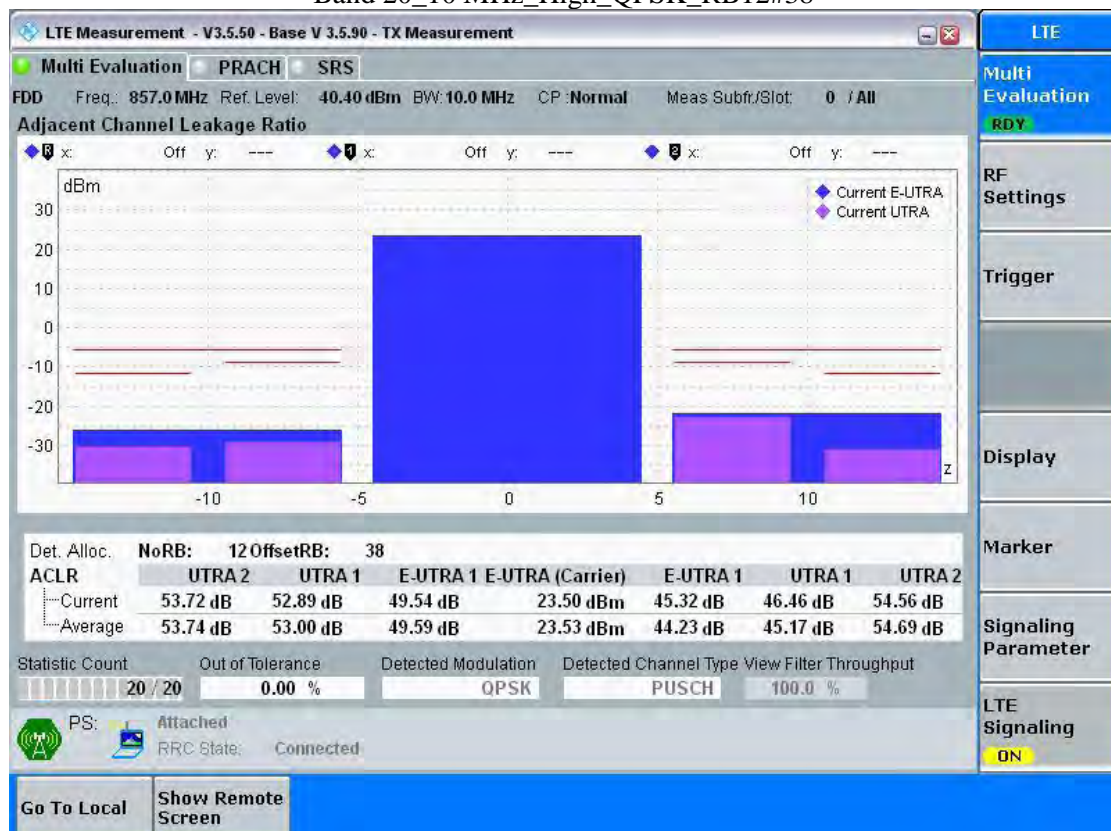 Band 20_10 MHz_High_QPSK_RB12#38
LTE Measurement - V3.5.50 - Base V 3.5.90 - TX Measurement
LTE
Multi Evaluation PRACH SRS
FDD Freq.: 857.0 MHz Ref. Level: 40.40 dBm BW: 10.0 MHz CP :Normal Meas Subfr./Slot: 0 / All
Adjacent Channel Leakage Ratio
R x: Off y: --- 1 x: Off y: --- 2 x: Off y: ---
dBm
Current E-UTRA
Current UTRA
30
20
10
0
-10
-20
-30
z
-10 -5 0 5 10
Det. Alloc. NoRB: 12 OffsetRB: 38
ACLR UTRA 2 UTRA 1 E-UTRA 1 E-UTRA (Carrier) E-UTRA 1 UTRA 1 UTRA 2
Current 53.72 dB 52.89 dB 49.54 dB 23.50 dBm 45.32 dB 46.46 dB 54.56 dB
Average 53.74 dB 53.00 dB 49.59 dB 23.53 dBm 44.23 dB 45.17 dB 54.69 dB
Statistic Count Out of Tolerance Detected Modulation Detected Channel Type View Filter Throughput
20 / 20 0.00 % QPSK PUSCH 100.0 %
PS: Attached
RRC State: Connected
Multi
Evaluation
RDY
RF
Settings
Trigger
Display
Marker
Signaling
Parameter
LTE
Signaling
ON
Go To Local
Show Remote
Screen